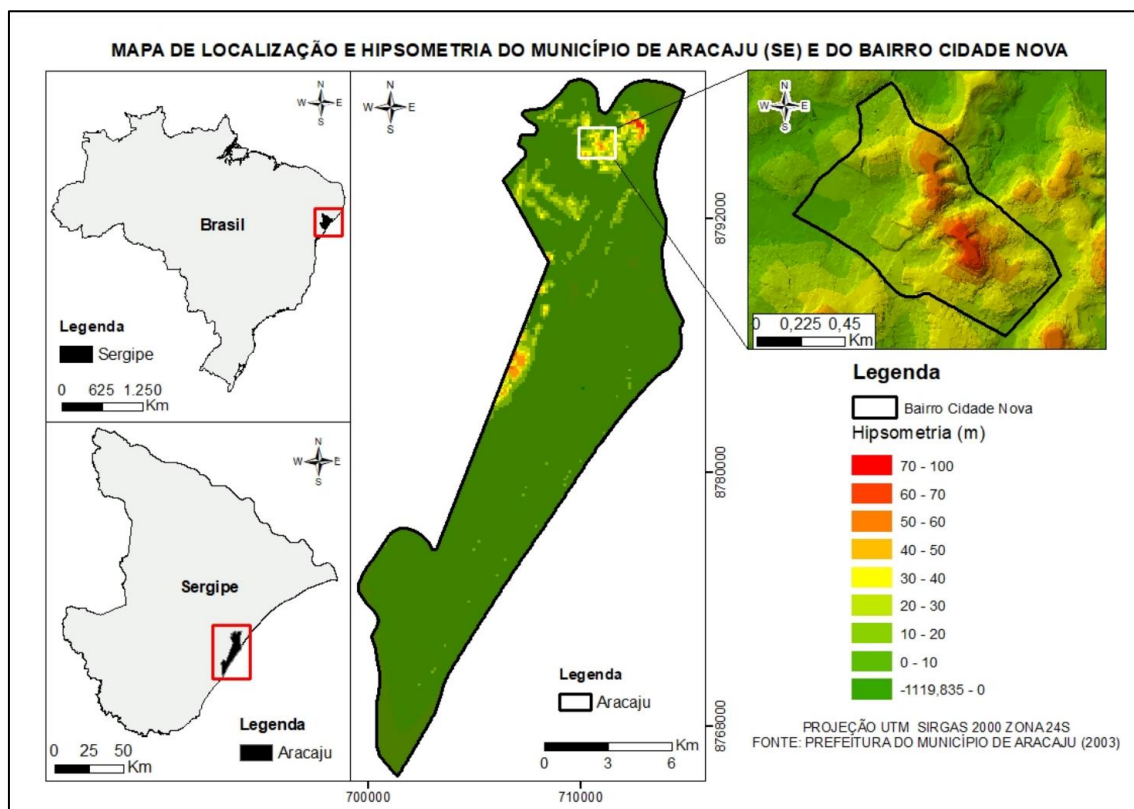 MAPA DE LOCALIZAÇÃO E HIPSOMETRIA DO MUNICÍPIO DE ARACAJU (SE) E DO BAIRRO CIDADE NOVA
N
W E
S
Brasil
Legenda
Sergipe
0 625 1.250
Km
N
W E
S
Sergipe
Legenda
Aracaju
0 25 50
Km
N
W E
S
Legenda
Aracaju
0 3 6
Km
700000 710000
8792000
8780000
8768000
N
W E
S
0 0,225 0,45
Km
Legenda
Bairro Cidade Nova
Hipsometria (m)
70 - 100
60 - 70
50 - 60
40 - 50
30 - 40
20 - 30
10 - 20
0 - 10
-1119,835 - 0
PROJEÇÃO UTM SIRGAS 2000 ZONA 24S
FONTE: PREFEITURA DO MUNICÍPIO DE ARACAJU (2003)